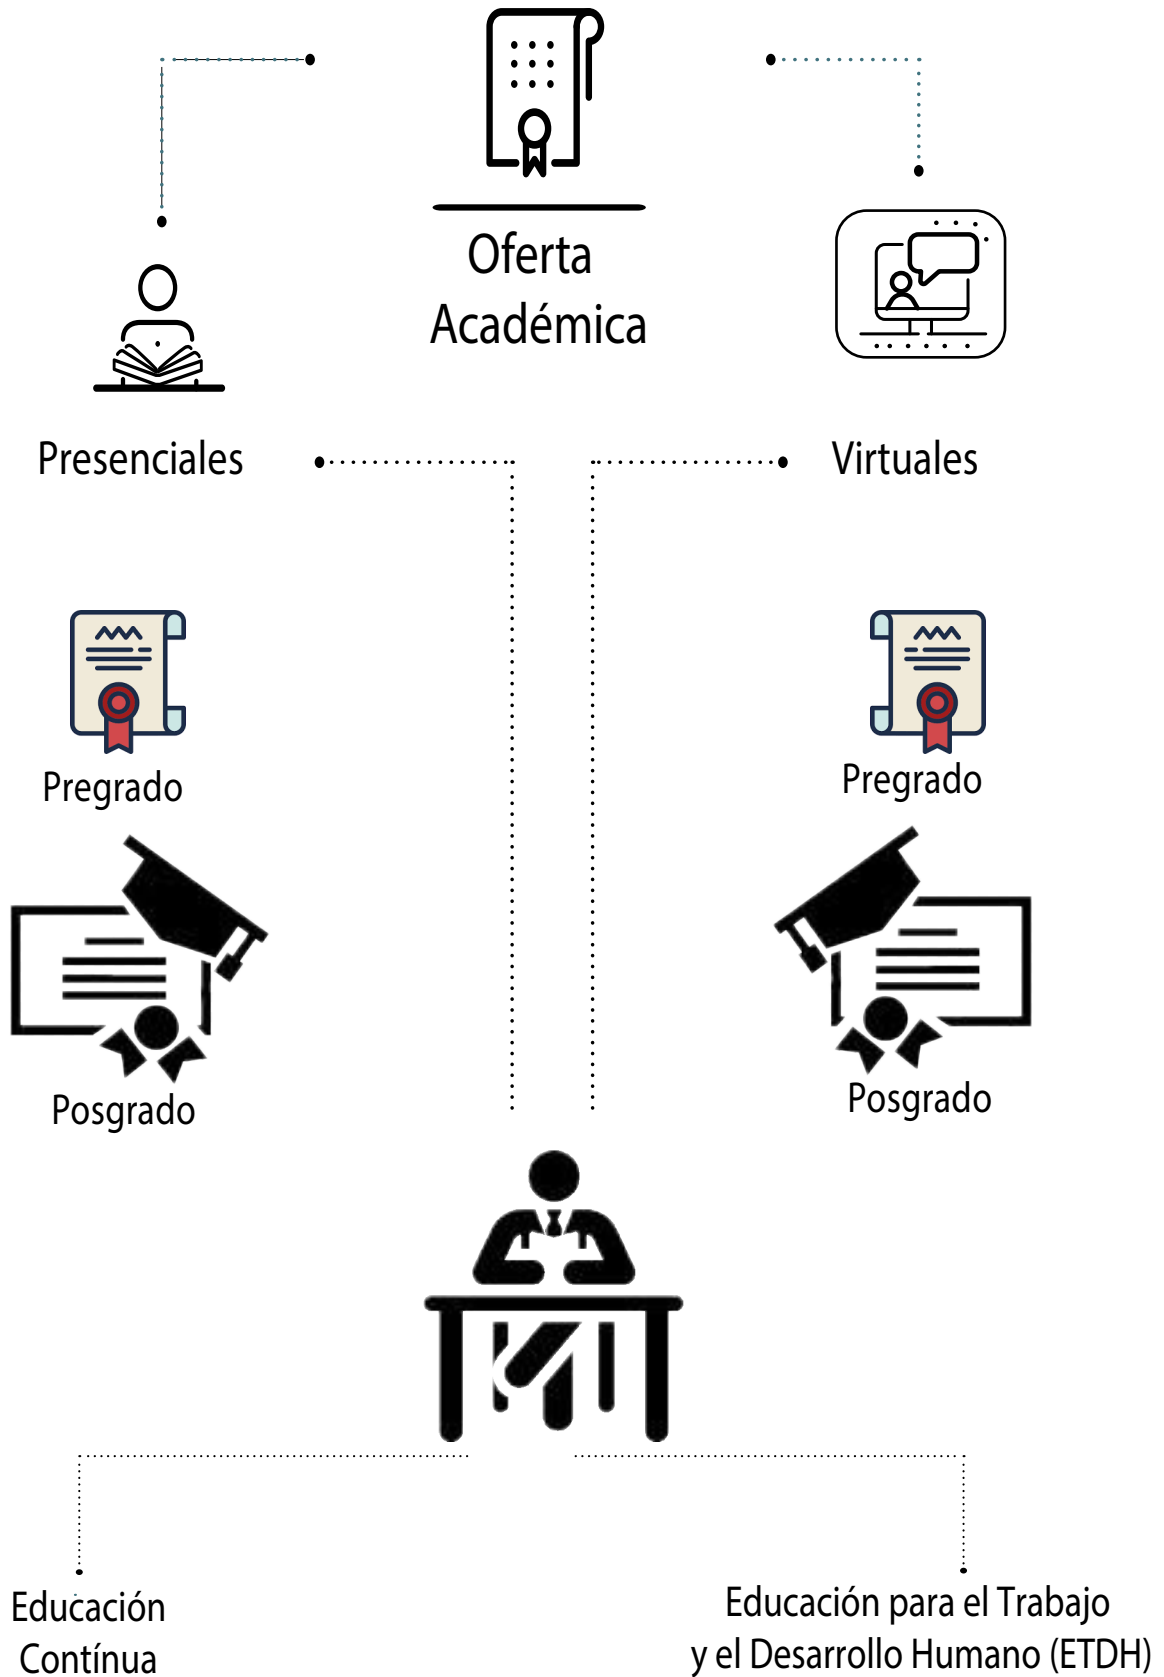 Oferta
Académica
Presenciales
Virtuales
Pregrado
Pregrado
Posgrado
Posgrado
Educación
Contínua
Educación para el Trabajo
y el Desarrollo Humano (ETDH)